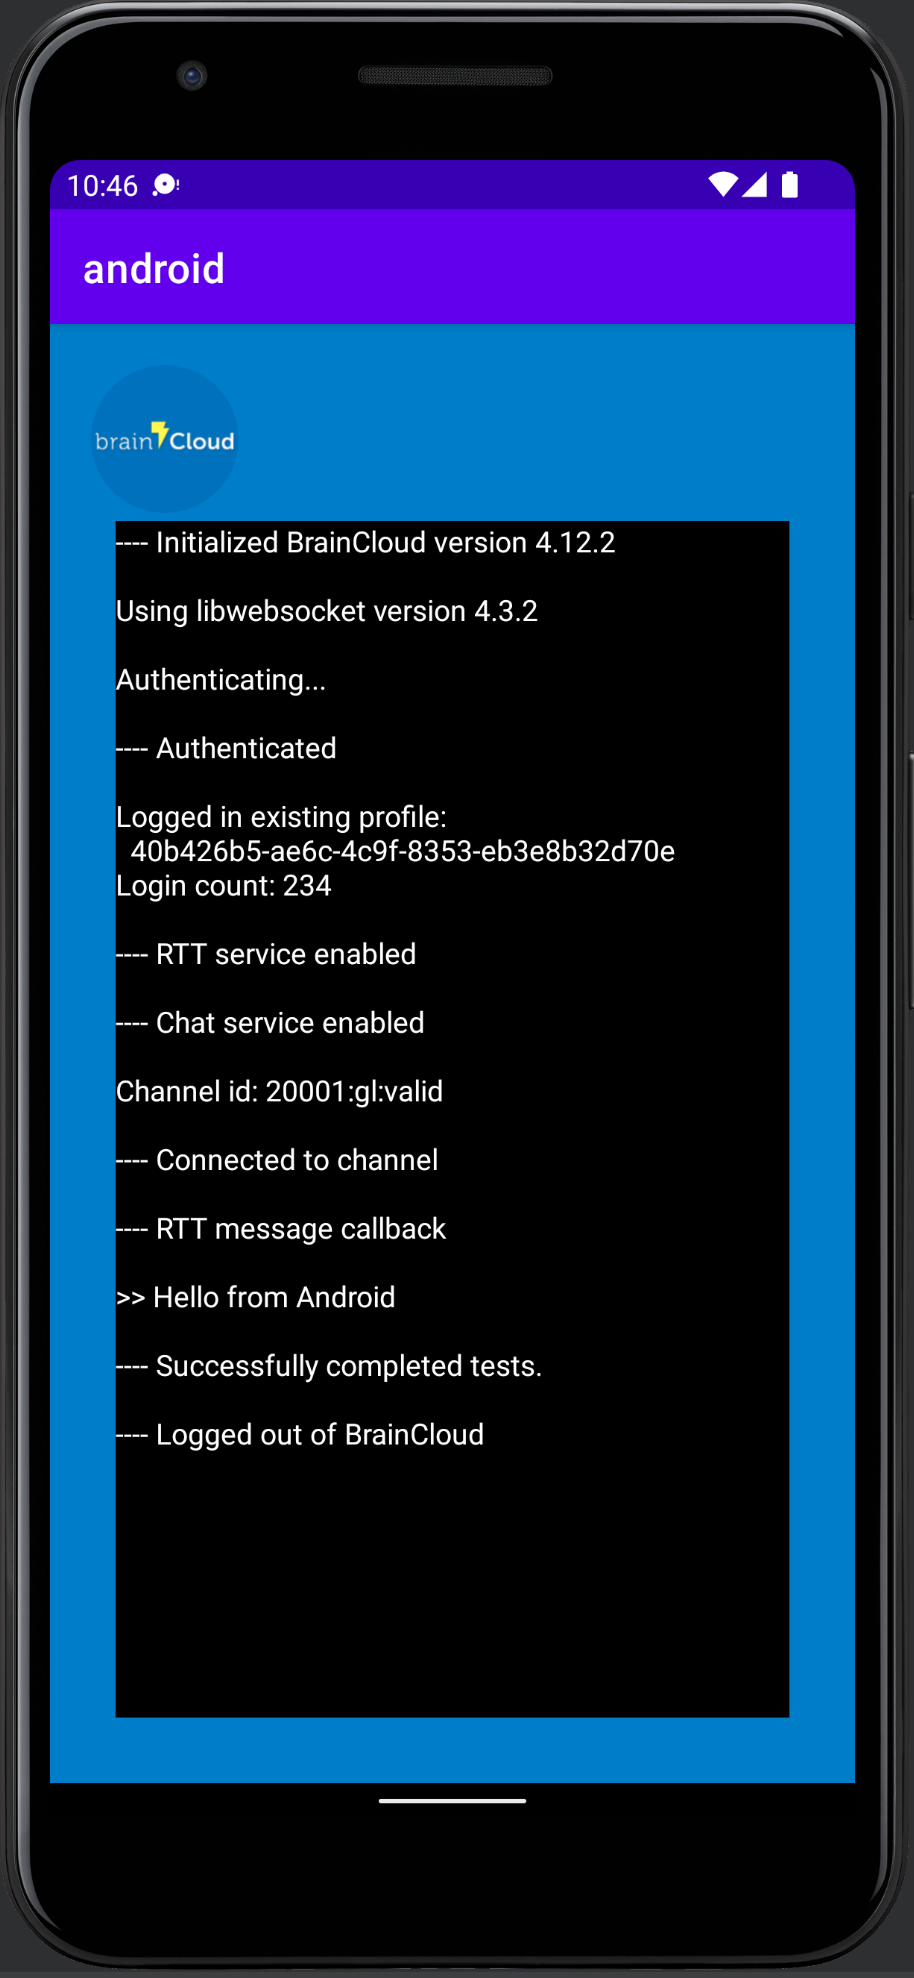 10:46
android
brainCloud
---- Initialized BrainCloud version 4.12.2
Using libwebsocket version 4.3.2
Authenticating...
---- Authenticated
Logged in existing profile:
40b426b5-ae6c-4c9f-8353-eb3e8b32d70e
Login count: 234
---- RTT service enabled
---- Chat service enabled
Channel id: 20001:gl:valid
---- Connected to channel
---- RTT message callback
>> Hello from Android
---- Successfully completed tests.
---- Logged out of BrainCloud